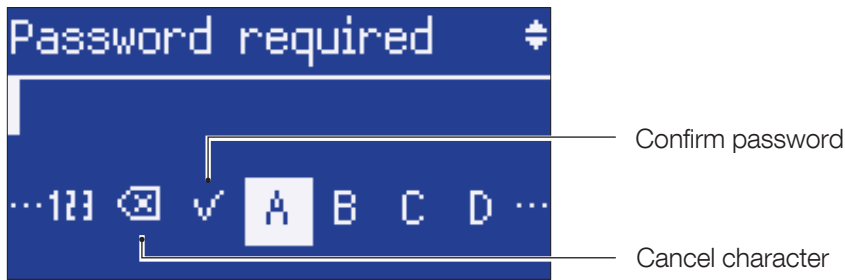 Password required
Confirm password
...123 A B C D ...
Cancel character